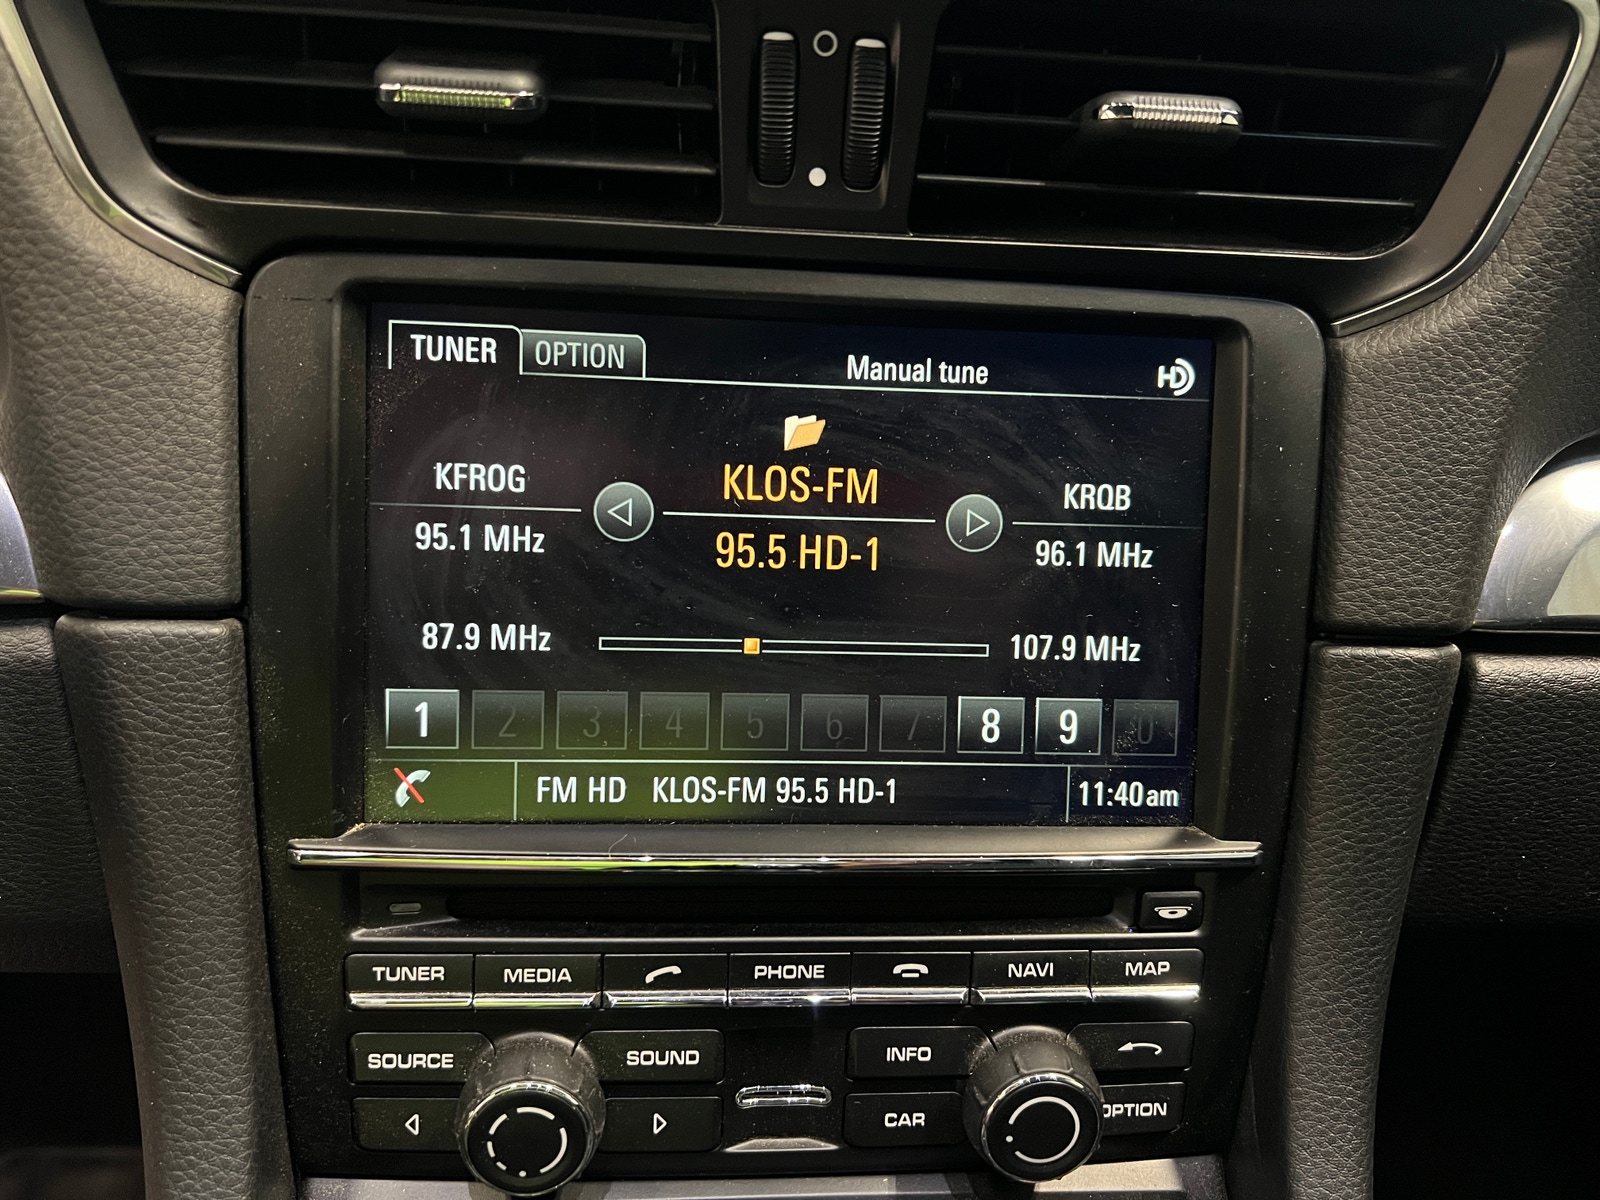 TUNER OPTION Manual tune HD
KFROG KLOS-FM KRQB
95.1 MHz 95.5 HD-1 96.1 MHz
87.9 MHz 107.9 MHz
1 2 3 4 5 6 7 8 9 0
FM HD KLOS-FM 95.5 HD-1 11:40am
TUNER MEDIA PHONE NAVI MAP
SOURCE SOUND INFO
CAR OPTION